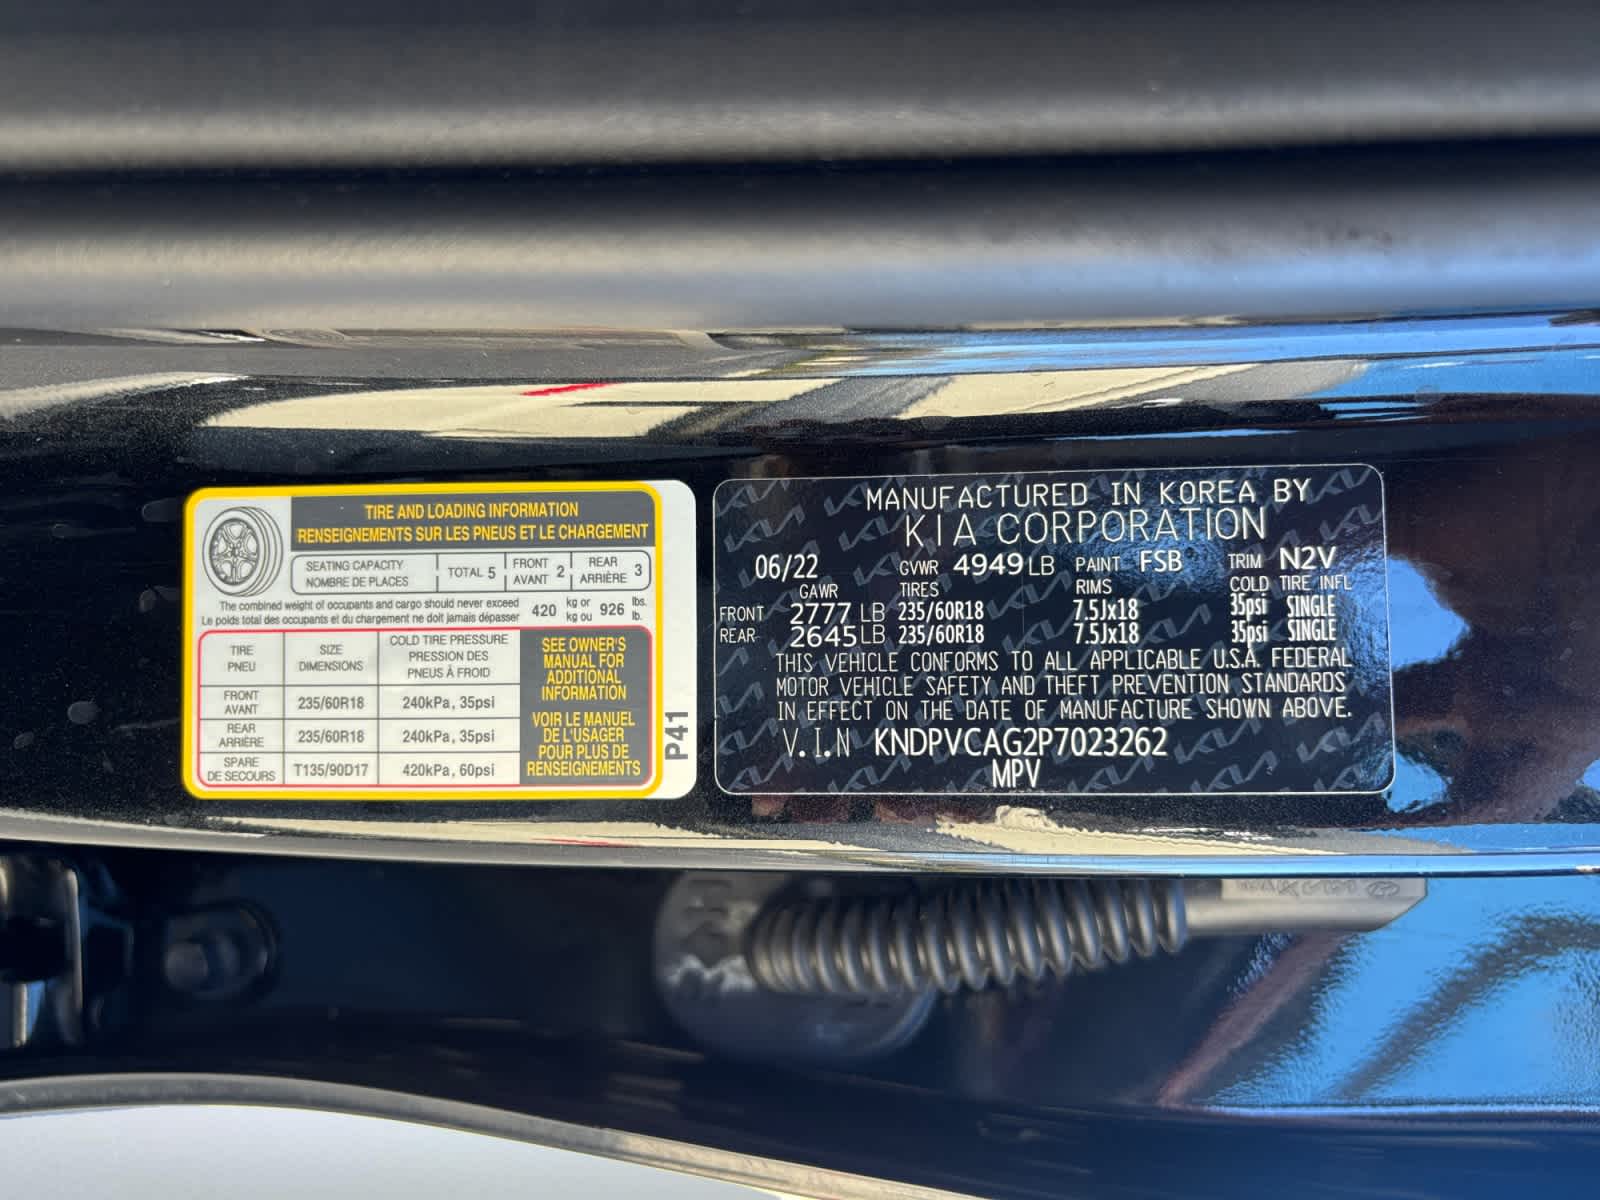 TIRE AND LOADING INFORMATION
RENSEIGNEMENTS SUR LES PNEUS ET LE CHARGEMENT
SEATING CAPACITY
NOMBRE DE PLACES
TOTAL 5
FRONT
AVANT 2
REAR
ARRIÈRE 3
The combined weight of occupants and cargo should never exceed
Le poids total des occupants et du chargement ne doit jamais dépasser
420 kg or kg ou 926 lbs. lb.
TIRE
PNEU
SIZE
DIMENSIONS
COLD TIRE PRESSURE
PRESSION DES
PNEUS À FROID
FRONT
AVANT
235/60R18
240kPa, 35psi
REAR
ARRIÈRE
235/60R18
240kPa, 35psi
SPARE
DE SECOURS
T135/90D17
420kPa, 60psi
SEE OWNER'S
MANUAL FOR
ADDITIONAL
INFORMATION
VOIR LE MANUEL
DE L'USAGER
POUR PLUS DE
RENSEIGNEMENTS
P41
MANUFACTURED IN KOREA BY
KIA CORPORATION
06/22 GVWR 4949 LB PAINT FSB TRIM N2V
GAWR TIRES RIMS COLD TIRE INFL
FRONT 2777 LB 235/60R18 7.5Jx18 35psi SINGLE
REAR 2645 LB 235/60R18 7.5Jx18 35psi SINGLE
THIS VEHICLE CONFORMS TO ALL APPLICABLE U.S.A. FEDERAL
MOTOR VEHICLE SAFETY AND THEFT PREVENTION STANDARDS
IN EFFECT ON THE DATE OF MANUFACTURE SHOWN ABOVE.
V.I.N KNDPVCAG2P7023262
MPV